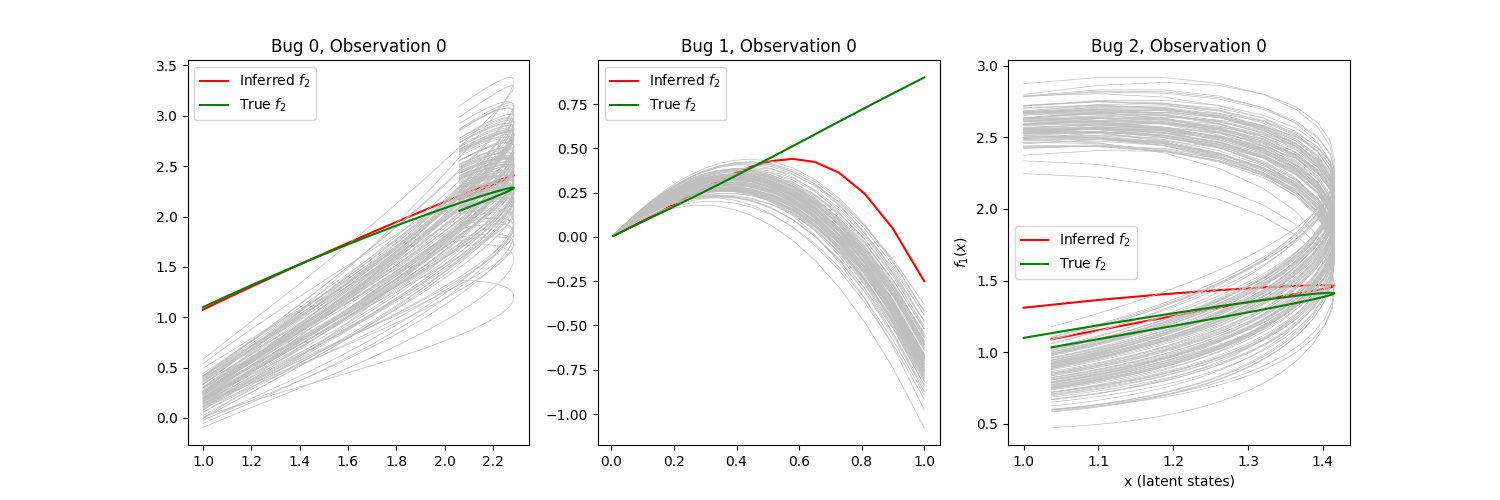 Bug 0, Observation 0
Inferred f₂
True f₂
3.5
3.0
2.5
2.0
1.5
1.0
0.5
0.0
1.0 1.2 1.4 1.6 1.8 2.0 2.2
Bug 1, Observation 0
Inferred f₂
True f₂
0.75
0.50
0.25
0.00
−0.25
−0.50
−0.75
−1.00
0.0 0.2 0.4 0.6 0.8 1.0
Bug 2, Observation 0
3.0
2.5
2.0
1.5
1.0
0.5
f₁(x)
Inferred f₂
True f₂
1.0 1.1 1.2 1.3 1.4
x (latent states)